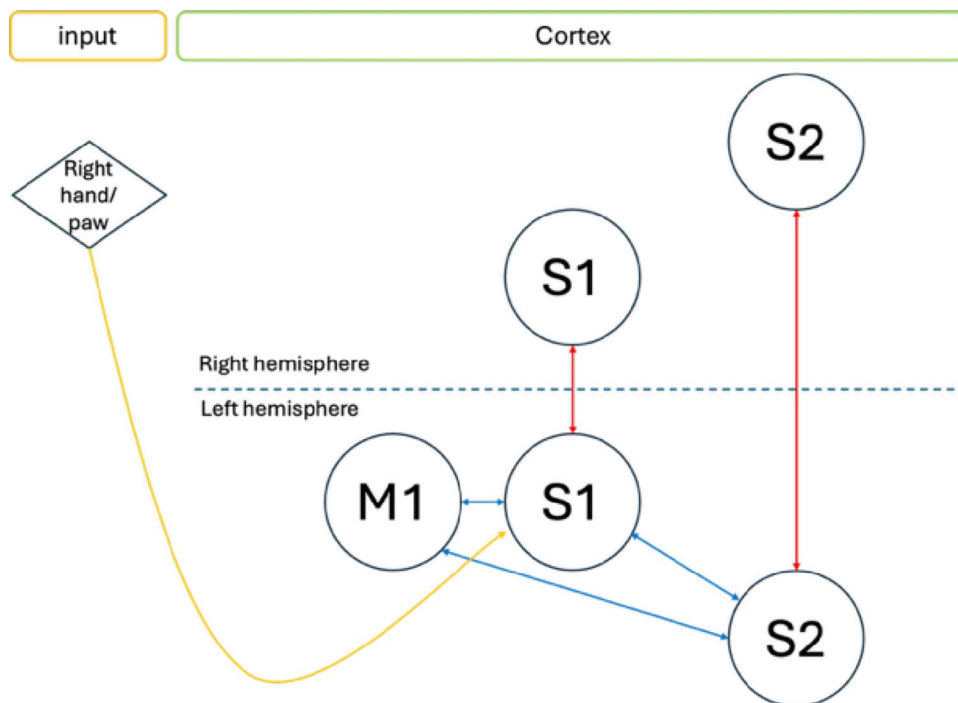 input
Cortex
Right
hand/
paw
S2
S1
Right hemisphere
Left hemisphere
M1
S1
S2